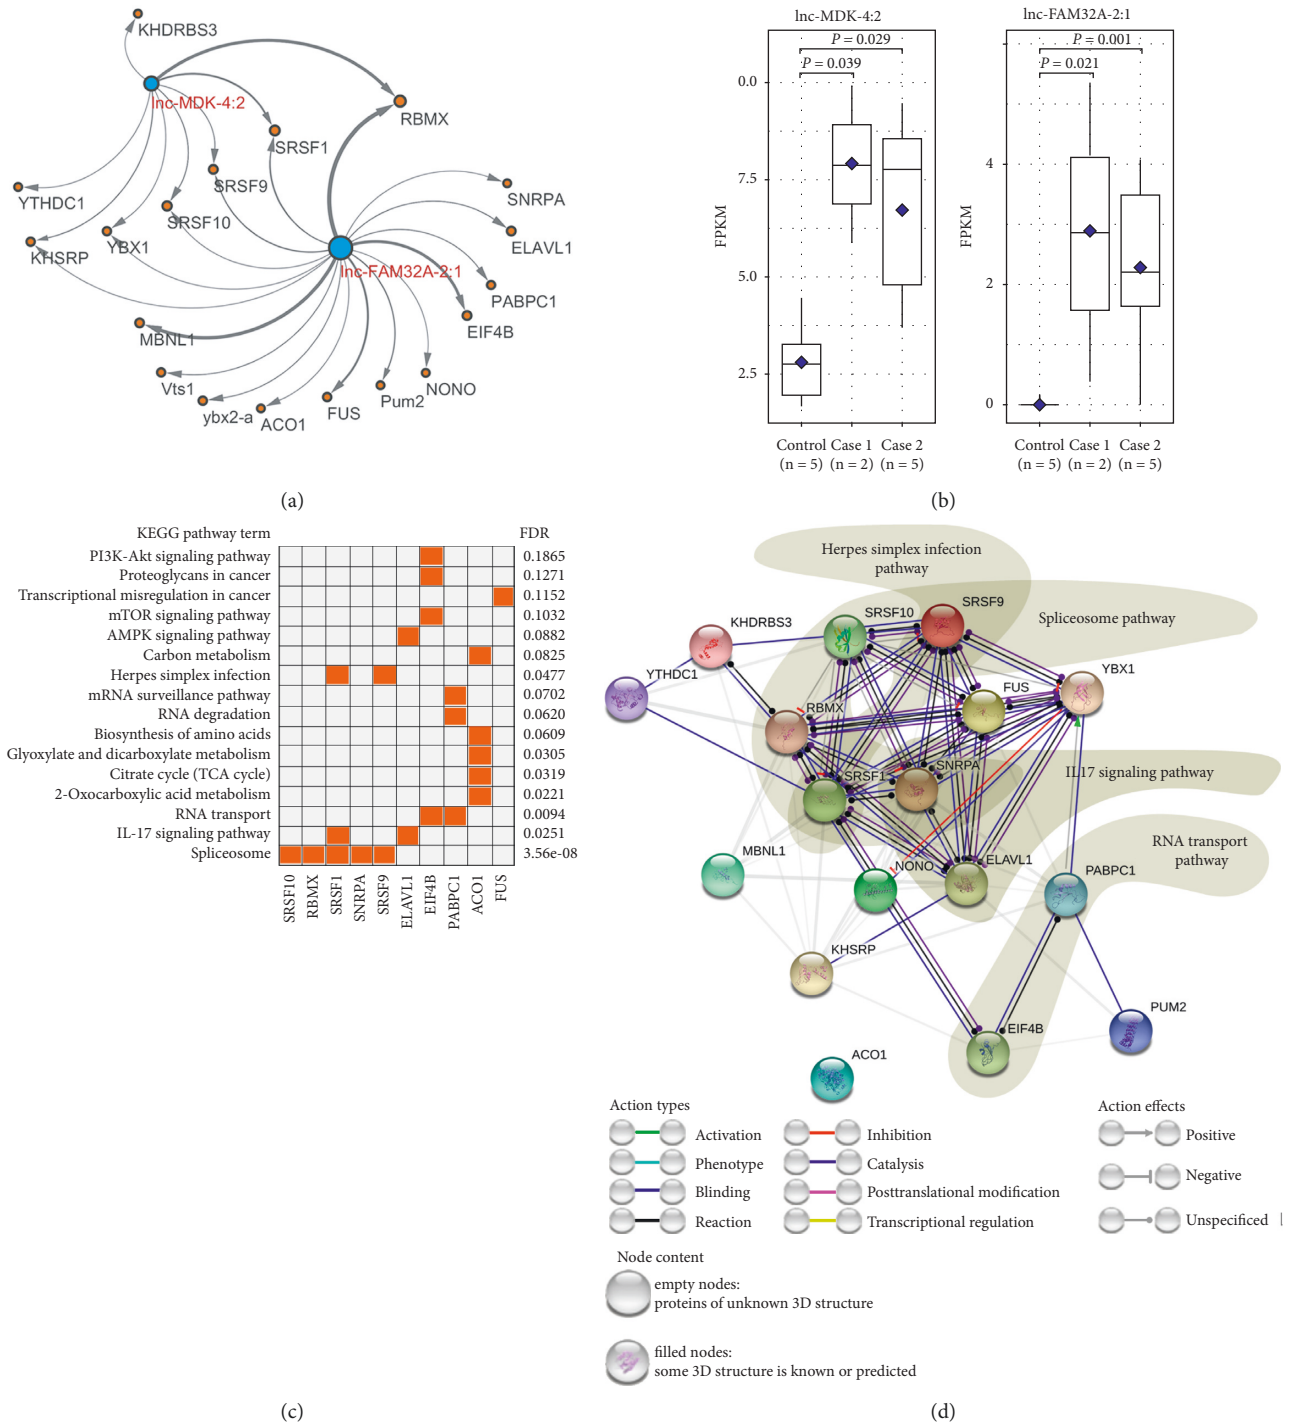 KHDRBS3
lnc-MDK-4:2
RBMX
SRSF1
SRSF9
YTHDC1
SRSF10
SNRPA
YBX1
KHSRP
ELAVL1
lnc-FAM32A-2:1
PABPC1
EIF4B
MBNL1
Vts1
NONO
Pum2
ybx2-a
FUS
ACO1
(a)
lnc-MDK-4:2
P = 0.029
P = 0.039
0.0
7.5
5.0
2.5
FPKM
Control Case 1 Case 2
(n = 5) (n = 2) (n = 5)
lnc-FAM32A-2:1
P = 0.001
P = 0.021
4
2
0
FPKM
Control Case 1 Case 2
(n = 5) (n = 2) (n = 5)
(b)
KEGG pathway term FDR
PI3K-Akt signaling pathway 0.1865
Proteoglycans in cancer 0.1271
Transcriptional misregulation in cancer 0.1152
mTOR signaling pathway 0.1032
AMPK signaling pathway 0.0882
Carbon metabolism 0.0825
Herpes simplex infection 0.0477
mRNA surveillance pathway 0.0702
RNA degradation 0.0620
Biosynthesis of amino acids 0.0609
Glyoxylate and dicarboxylate metabolism 0.0305
Citrate cycle (TCA cycle) 0.0319
2-Oxocarboxylic acid metabolism 0.0221
RNA transport 0.0094
IL-17 signaling pathway 0.0251
Spliceosome 3.56e-08
SRSF10
RBMX
SRSF1
SNRPA
SRSF9
ELAVL1
EIF4B
PABPC1
ACO1
FUS
(c)
Herpes simplex infection
pathway
SRSF9
SRSF10
KHDRBS3
Spliceosome pathway
YTHDC1
YBX1
FUS
RBMX
SNRPA
SRSF1
IL17 signaling pathway
RNA transport
pathway
MBNL1
NONO
ELAVL1
PABPC1
KHSRP
PUM2
EIF4B
ACO1
Action types
Activation
Phenotype
Blinding
Reaction
Inhibition
Catalysis
Posttranslational modification
Transcriptional regulation
Action effects
Positive
Negative
Unspecificed
Node content
empty nodes:
proteins of unknown 3D structure
filled nodes:
some 3D structure is known or predicted
(d)